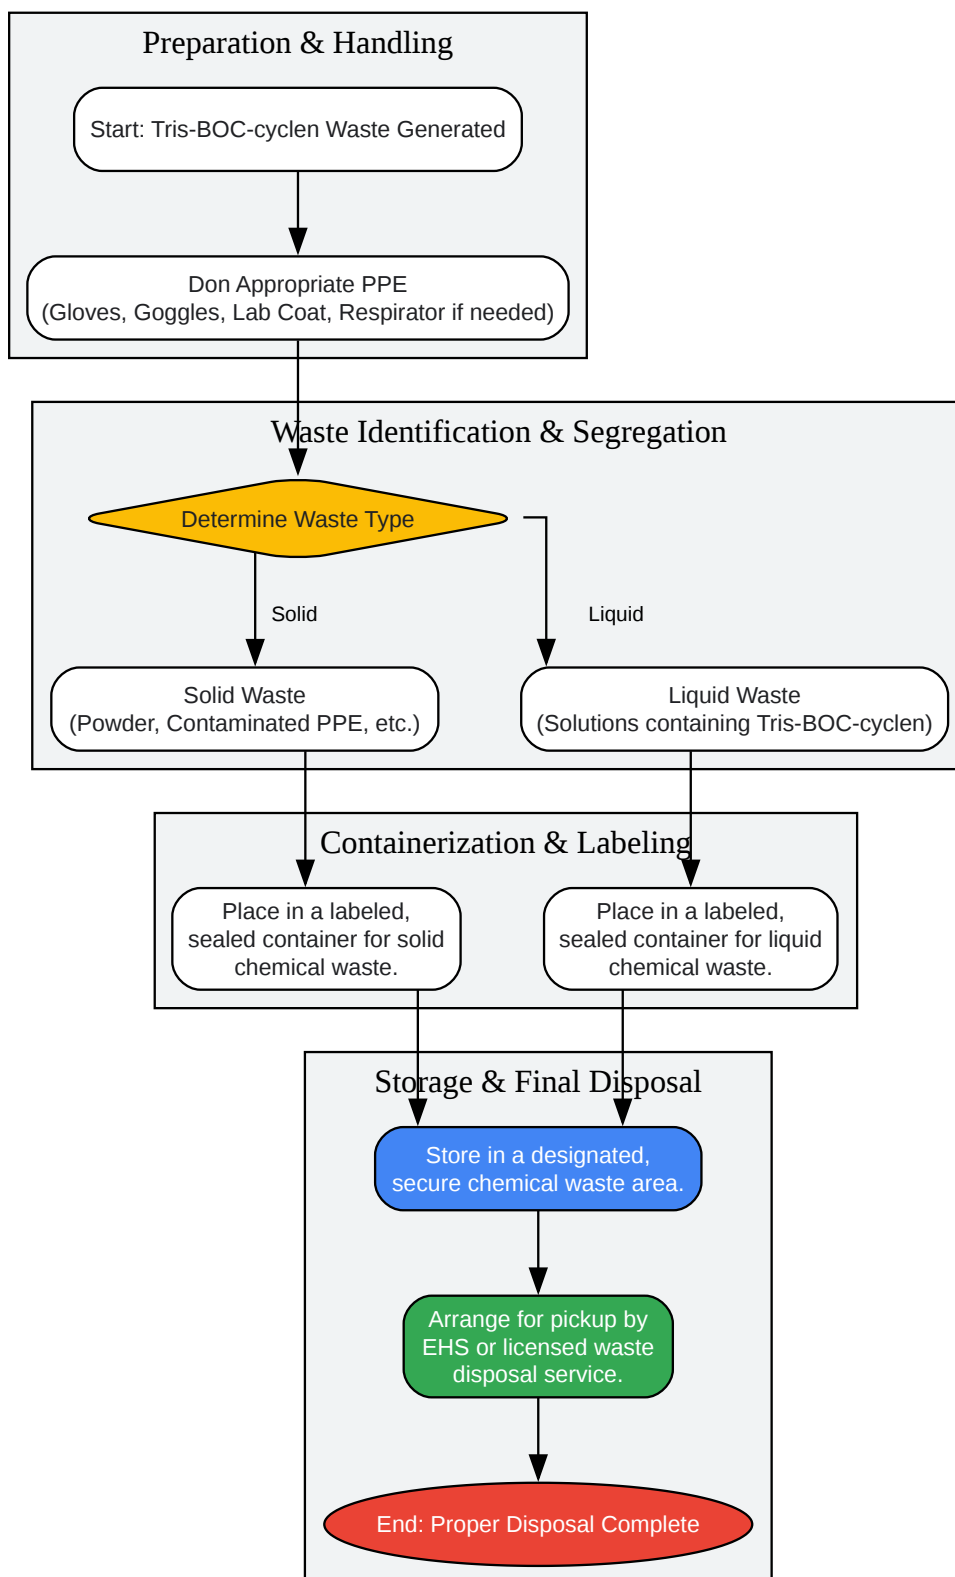 Preparation & Handling
Start: Tris-BOC-cyclen Waste Generated
Don Appropriate PPE
(Gloves, Goggles, Lab Coat, Respirator if needed)
Waste Identification & Segregation
Determine Waste Type
Solid
Liquid
Solid Waste
(Powder, Contaminated PPE, etc.)
Liquid Waste
(Solutions containing Tris-BOC-cyclen)
Containerization & Labeling
Place in a labeled,
sealed container for solid
chemical waste.
Place in a labeled,
sealed container for liquid
chemical waste.
Storage & Final Disposal
Store in a designated,
secure chemical waste area.
Arrange for pickup by
EHS or licensed waste
disposal service.
End: Proper Disposal Complete